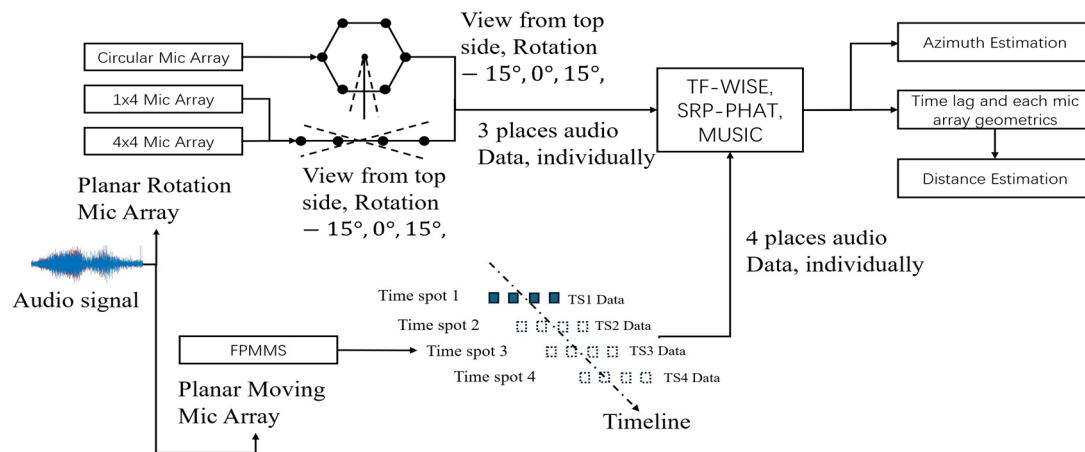 Circular Mic Array
1x4 Mic Array
4x4 Mic Array
View from top
side, Rotation
− 15°, 0°, 15°,
View from top
side, Rotation
− 15°, 0°, 15°,
3 places audio
Data, individually
TF-WISE,
SRP-PHAT,
MUSIC
Azimuth Estimation
Time lag and each mic
array geometrics
Distance Estimation
Planar Rotation
Mic Array
Audio signal
4 places audio
Data, individually
Time spot 1
TS1 Data
Time spot 2
TS2 Data
Time spot 3
TS3 Data
Time spot 4
TS4 Data
Timeline
FPMMS
Planar Moving
Mic Array